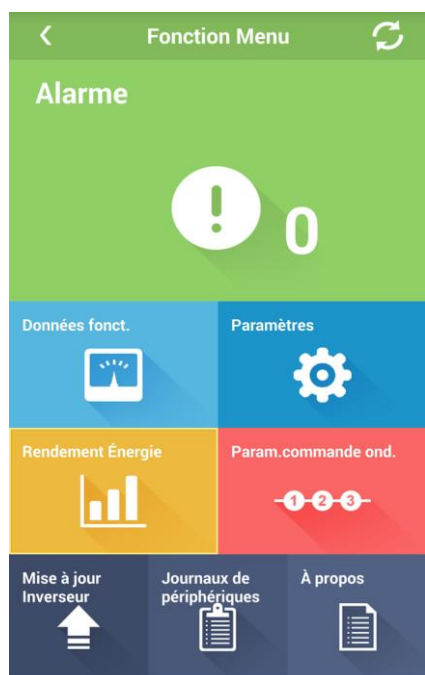 Fonction Menu
Alarme
0
Données fonct.
Paramètres
Rendement Énergie
Param.commande ond.
1 2 3
Mise à jour
Inverseur
Journaux de
périphériques
À propos